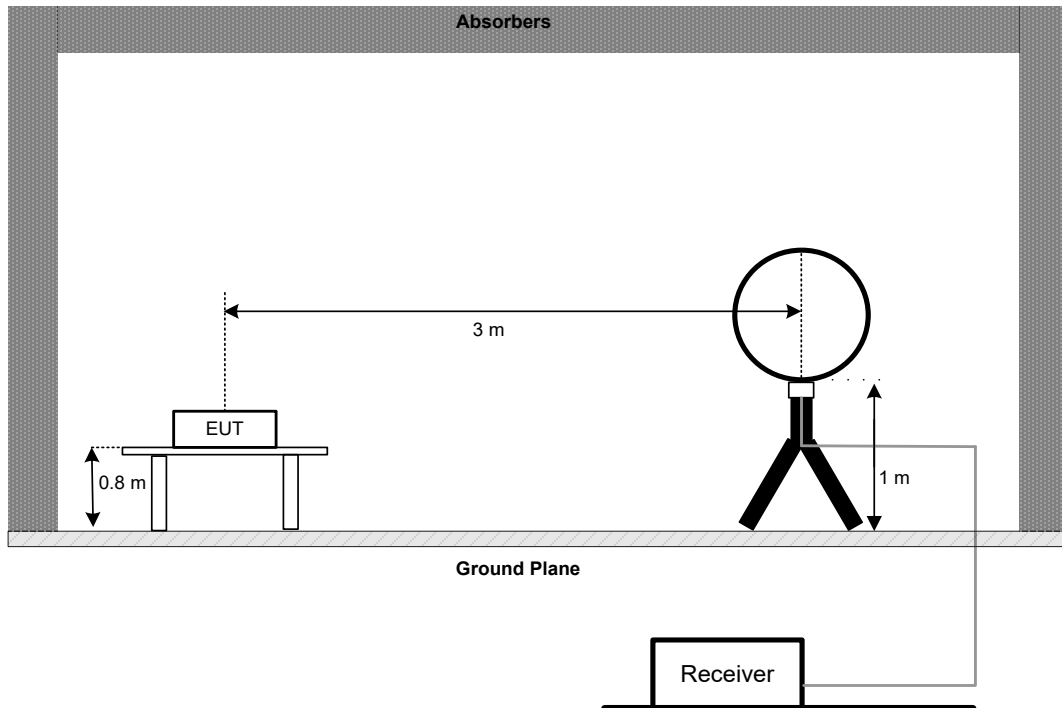 Absorbers
3 m
EUT
0.8 m
1 m
Ground Plane
Receiver